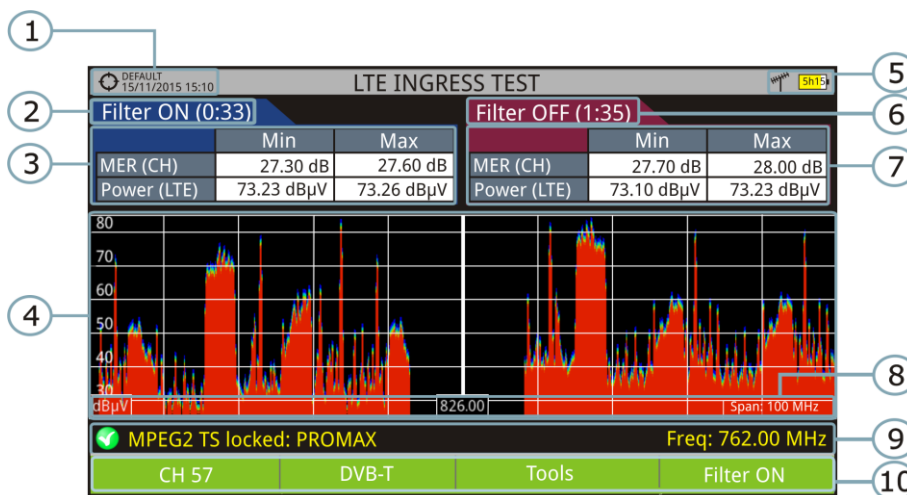 1
DEFAULT
15/11/2015 15:10
LTE INGRESS TEST
5h15
5
2
Filter ON (0:33)
Filter OFF (1:35)
6
3
Min Max
MER (CH) 27.30 dB 27.60 dB
Power (LTE) 73.23 dBµV 73.26 dBµV
Min Max
MER (CH) 27.70 dB 28.00 dB
Power (LTE) 73.10 dBµV 73.23 dBµV
7
4
80
70
60
50
40
30
dBµV
826.00
Span: 100 MHz
8
MPEG2 TS locked: PROMAX
Freq: 762.00 MHz
9
CH 57
DVB-T
Tools
Filter ON
10